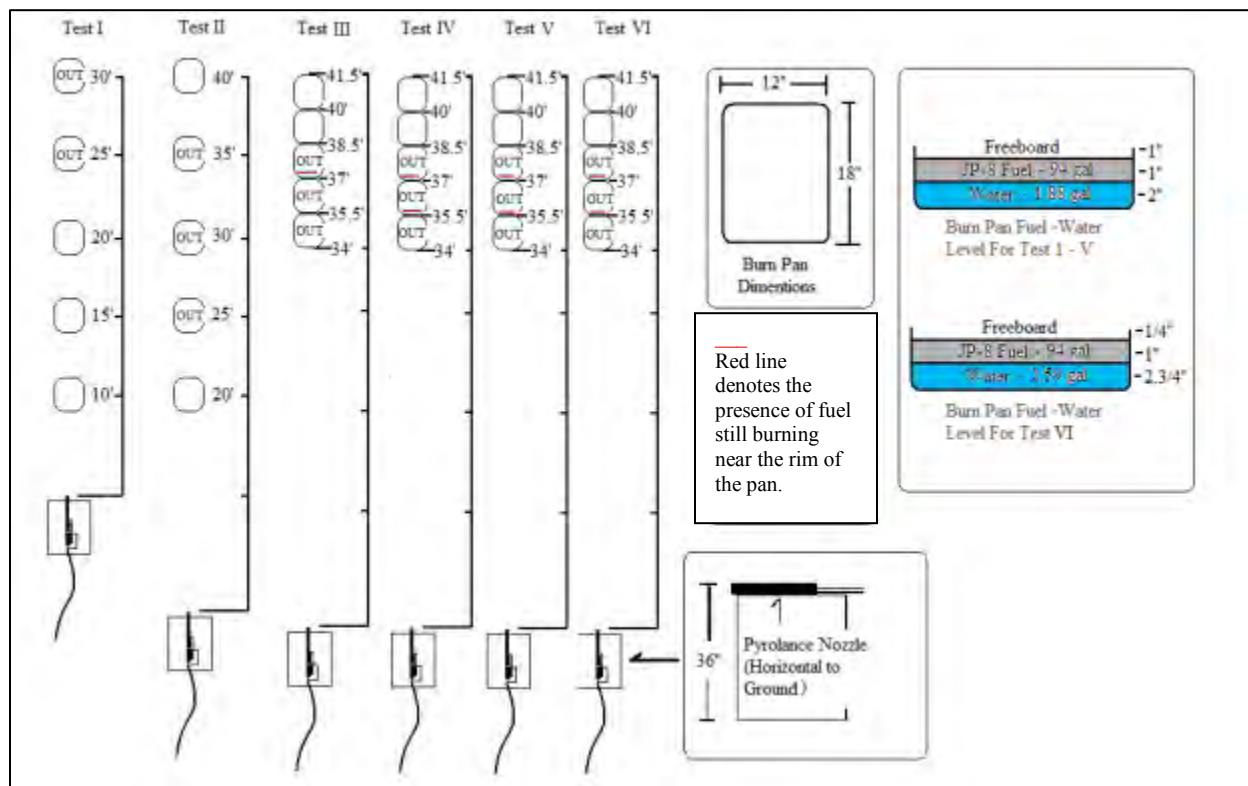 Test I
Test II
Test III
Test IV
Test V
Test VI
OUT 30'
OUT 25'
20'
15'
10'
40'
OUT 35'
OUT 30'
OUT 25'
20'
41.5'
40'
38.5'
OUT
37'
OUT
35.5'
OUT
34'
41.5'
40'
38.5'
OUT
37'
OUT
35.5'
OUT
34'
41.5'
40'
38.5'
OUT
37'
OUT
35.5'
OUT
34'
41.5'
40'
38.5'
OUT
37'
OUT
35.5'
OUT
34'
12"
18"
Burn Pan
Dimentions
Red line
denotes the
presence of fuel
still burning
near the rim of
the pan.
Freeboard
-1"
JP-8 Fuel - 94 gal
-1"
Water - 1.88 gal
-2"
Burn Pan Fuel -Water
Level For Test 1 - V
Freeboard
-1/4"
JP-8 Fuel - 94 gal
-1"
Water - 2.59 gal
-2.3/4"
Burn Pan Fuel -Water
Level For Test VI
36"
Pyrolance Nozzle
(Horizontal to
Ground)